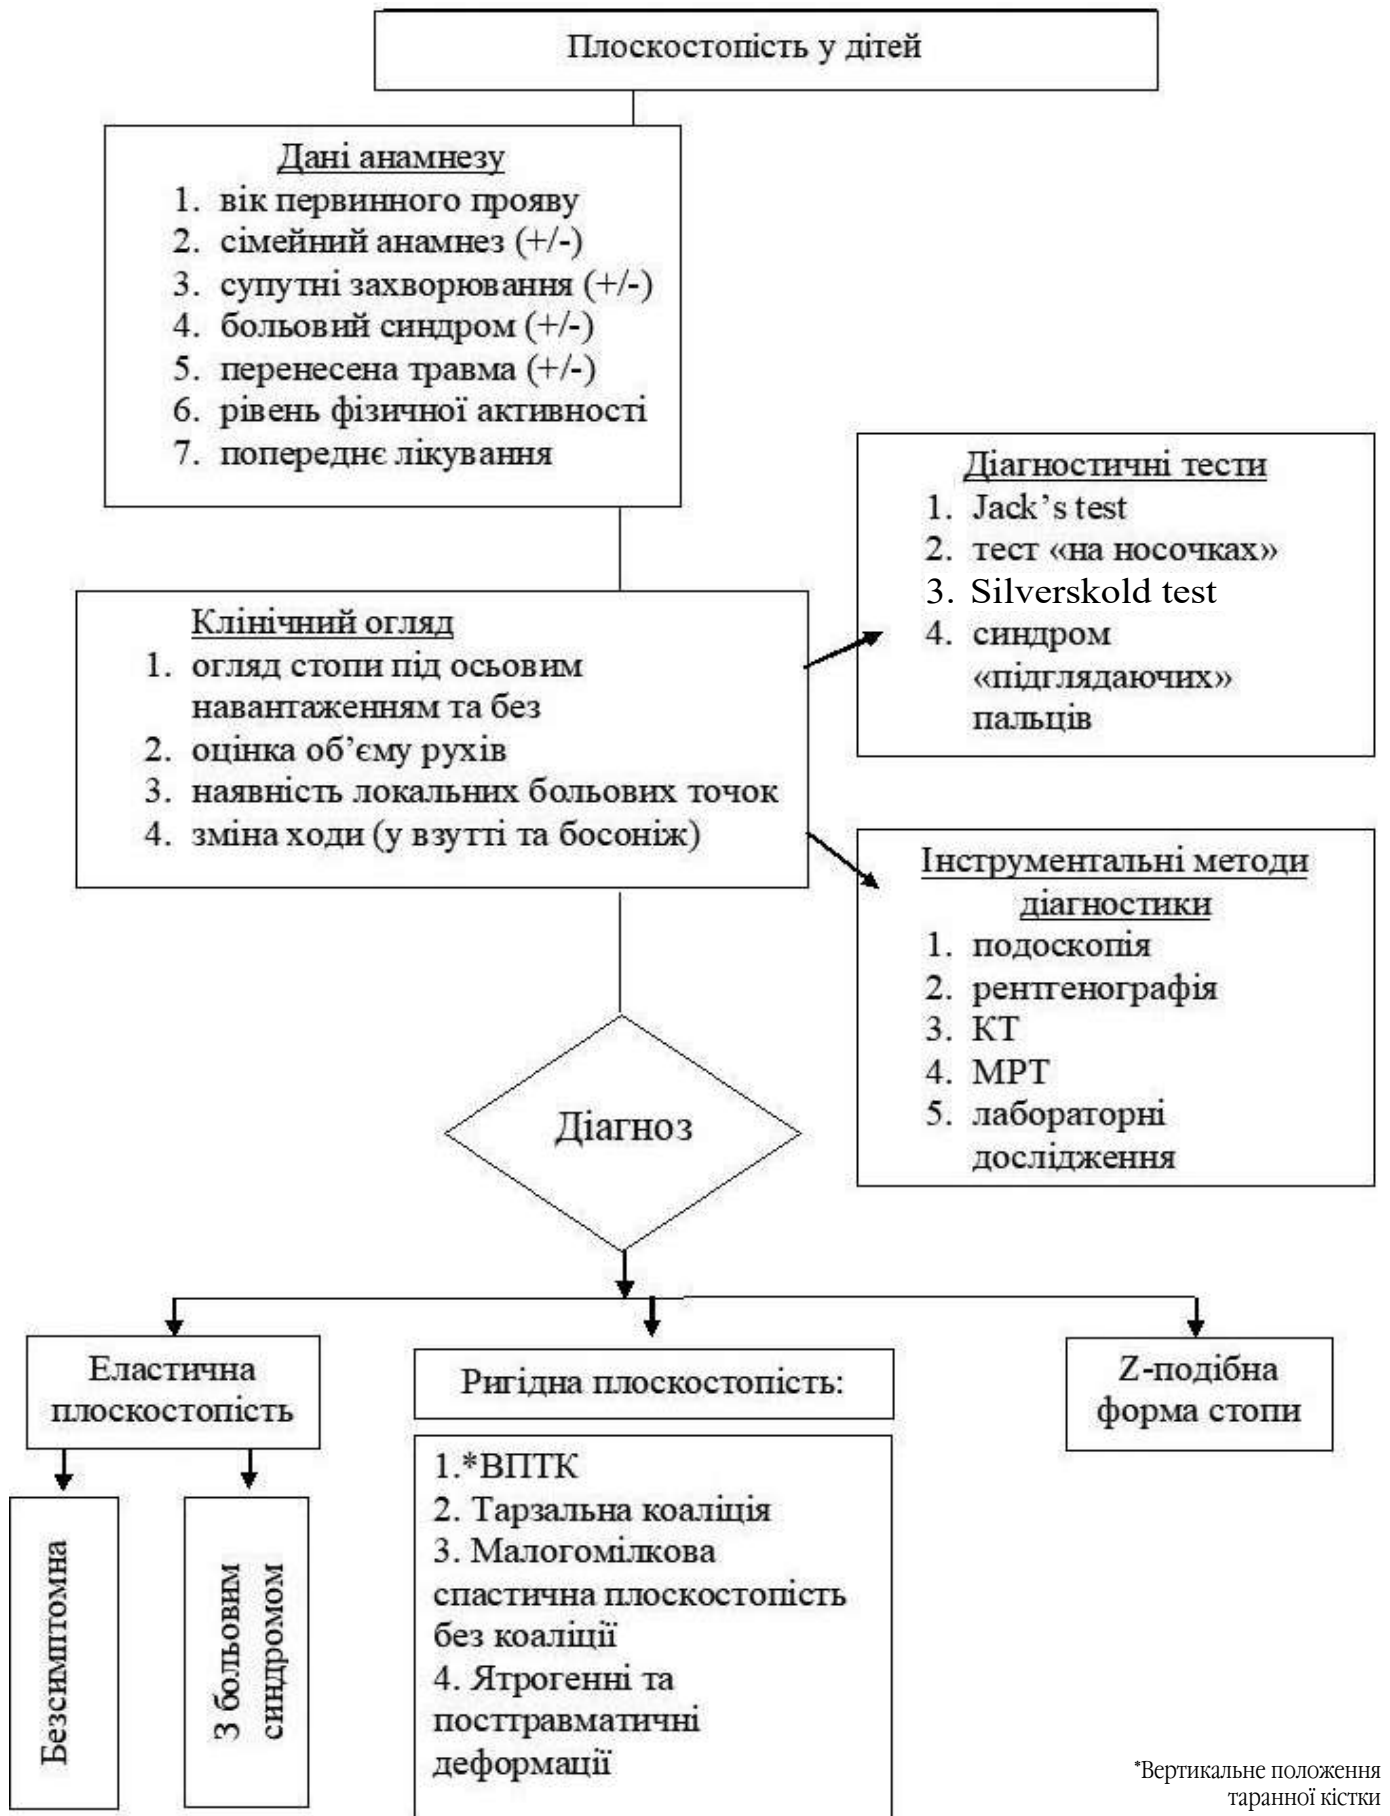 Плоскостопість у дітей
Дані анамнезу
1. вік первинного прояву
2. сімейний анамнез (+/-)
3. супутні захворювання (+/-)
4. больовий синдром (+/-)
5. перенесена травма (+/-)
6. рівень фізичної активності
7. попереднє лікування
Діагностичні тести
1. Jack’s test
2. тест «на носочках»
3. Silverskold test
4. синдром
«підглядаючих»
пальців
Клінічний огляд
1. огляд стопи під осьовим
навантаженням та без
2. оцінка об’єму рухів
3. наявність локальних больових точок
4. зміна ходи (у взутті та босоніж)
Інструментальні методи
діагностики
1. подоскопія
2. рентгенографія
3. КТ
4. МРТ
5. лабораторні
дослідження
Діагноз
Еластична
плоскостопість
Безсимптомна
З больовим
синдромом
Ригідна плоскостопість:
1.*ВПТК
2. Тарзальна коаліція
3. Малогомілкова
спастична плоскостопість
без коаліції
4. Ятрогенні та
посттравматичні
деформації
Z-подібна
форма стопи
*Вертикальне положення
таранної кістки